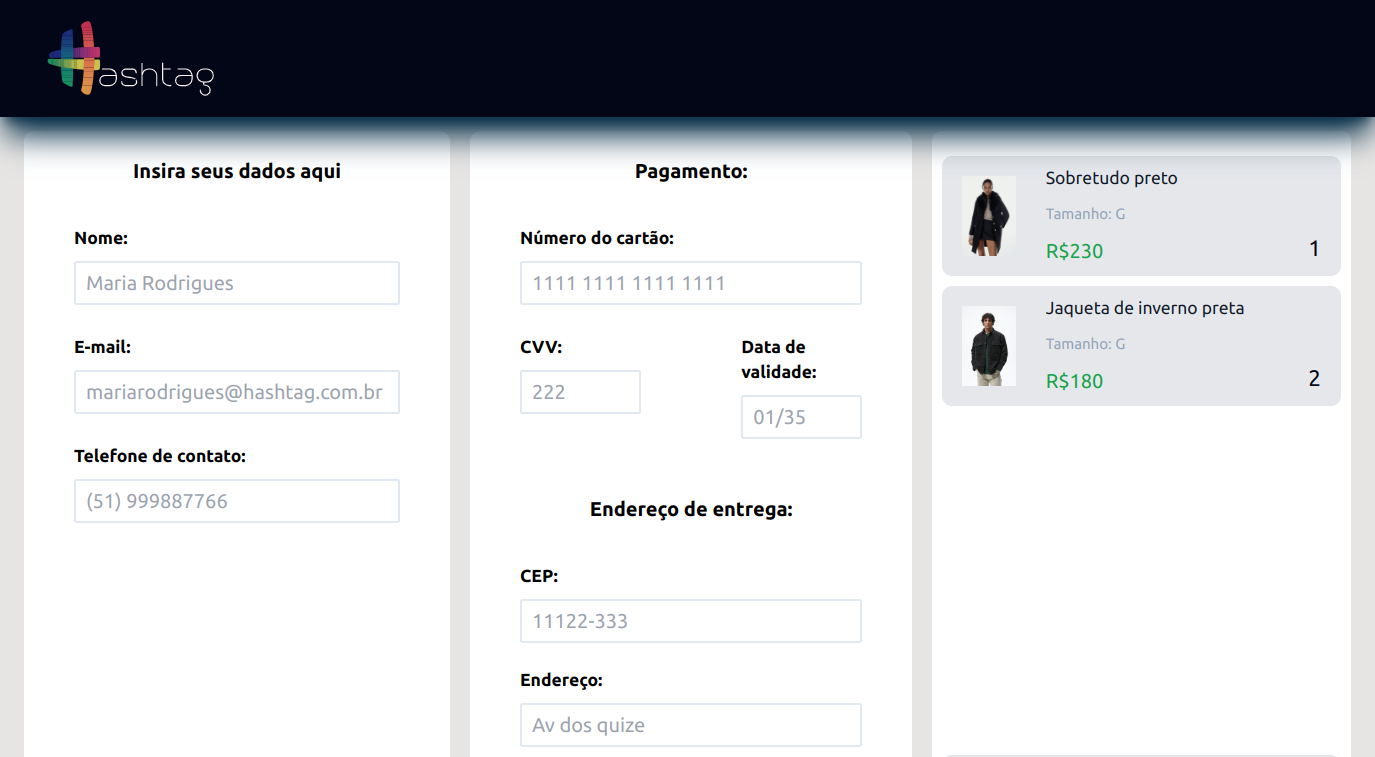 Hashtag
Insira seus dados aqui
Nome:
Maria Rodrigues
E-mail:
mariarodrigues@hashtag.com.br
Telefone de contato:
(51) 999887766
Pagamento:
Número do cartão:
1111 1111 1111 1111
CVV:
222
Data de
validade:
01/35
Endereço de entrega:
CEP:
11122-333
Endereço:
Av dos quize
Sobretudo preto
Tamanho: G
R$230
1
Jaqueta de inverno preta
Tamanho: G
R$180
2